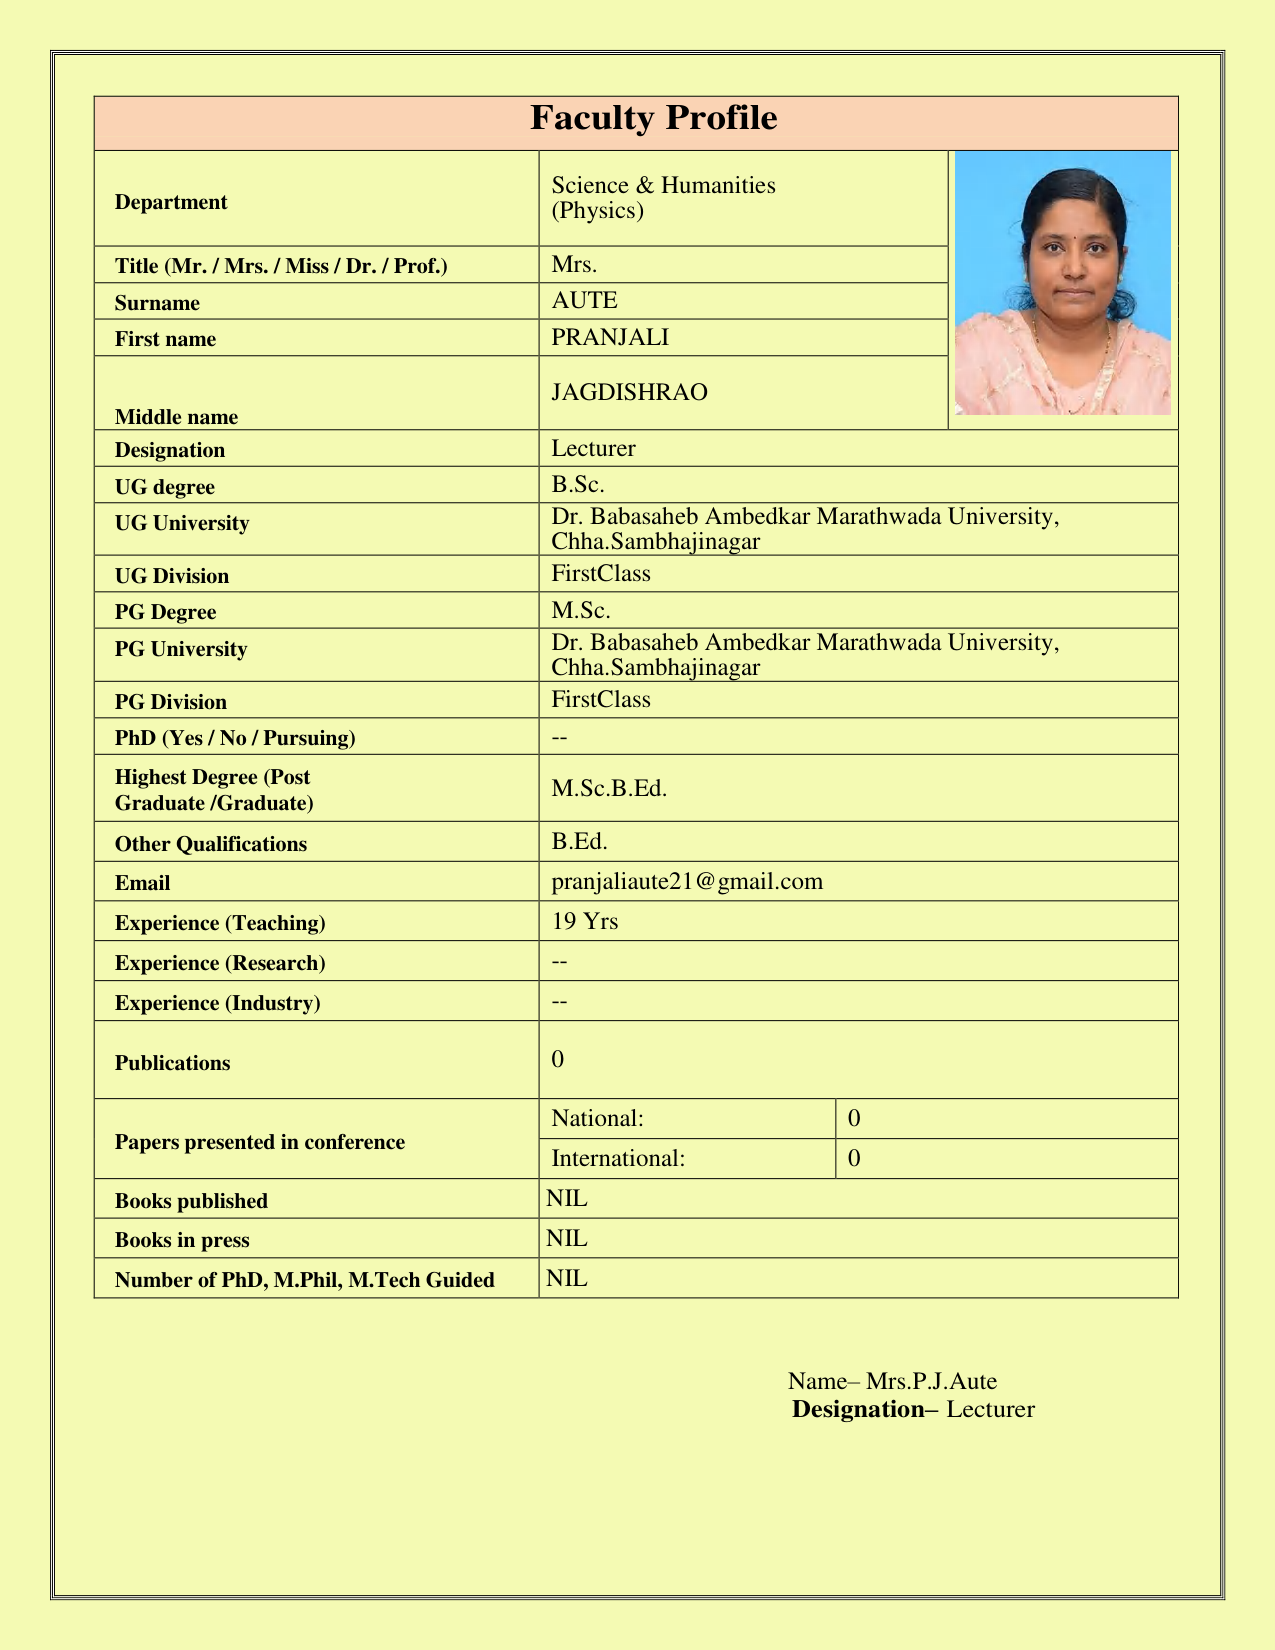 Faculty Profile
Department
Science & Humanities
(Physics)
Title (Mr. / Mrs. / Miss / Dr. / Prof.) Mrs.
Surname AUTE
First name PRANJALI
Middle name JAGDISHRAO
Designation Lecturer
UG degree B.Sc.
UG University Dr. Babasaheb Ambedkar Marathwada University,
Chha.Sambhajinagar
UG Division FirstClass
PG Degree M.Sc.
PG University Dr. Babasaheb Ambedkar Marathwada University,
Chha.Sambhajinagar
PG Division FirstClass
PhD (Yes / No / Pursuing) --
Highest Degree (Post
Graduate /Graduate)
M.Sc.B.Ed.
Other Qualifications B.Ed.
Email pranjaliaute21@gmail.com
Experience (Teaching) 19 Yrs
Experience (Research) --
Experience (Industry) --
Publications 0
Papers presented in conference
National: 0
International: 0
Books published NIL
Books in press NIL
Number of PhD, M.Phil, M.Tech Guided NIL
Name– Mrs.P.J.Aute
Designation– Lecturer